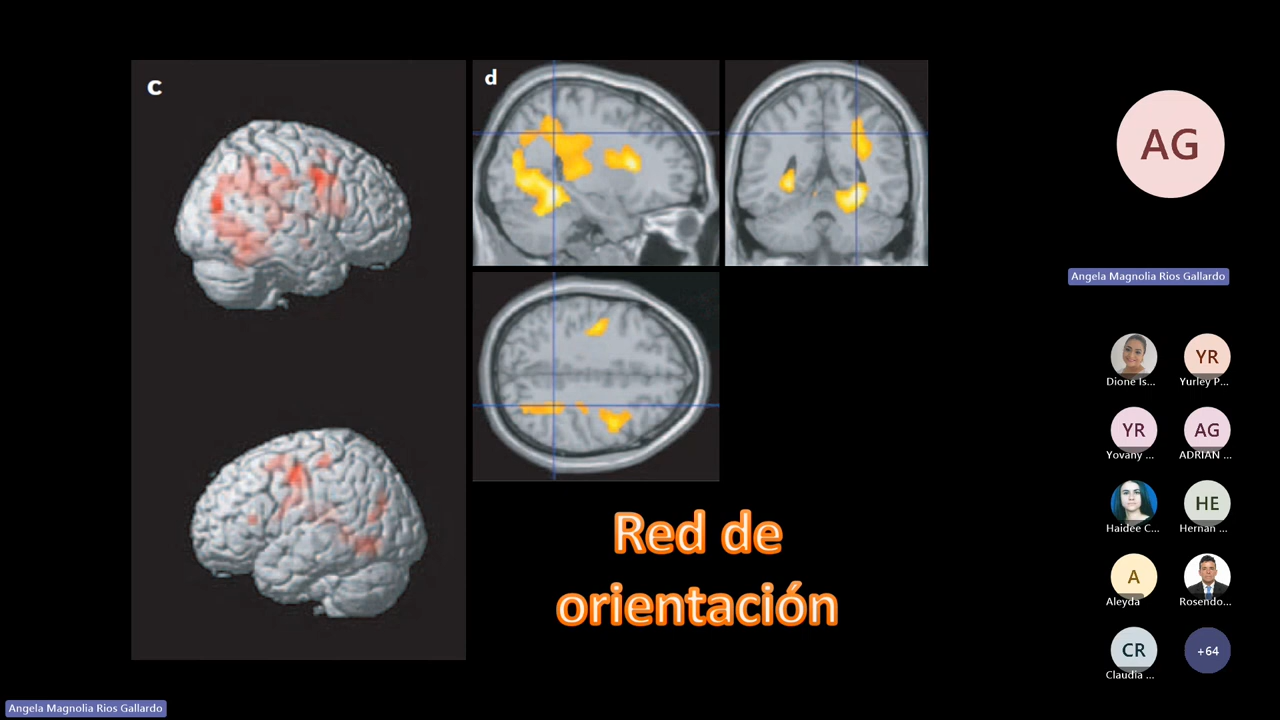 c
d
Red de
orientación
AG
Angela Magnolia Rios Gallardo
Dione Is...
YR
Yurley P...
YR
Yovany ...
AG
ADRIAN ...
Haidee C...
HE
Hernan ...
A
Aleyda
Rosendo...
CR
Claudia ...
+64
Angela Magnolia Rios Gallardo